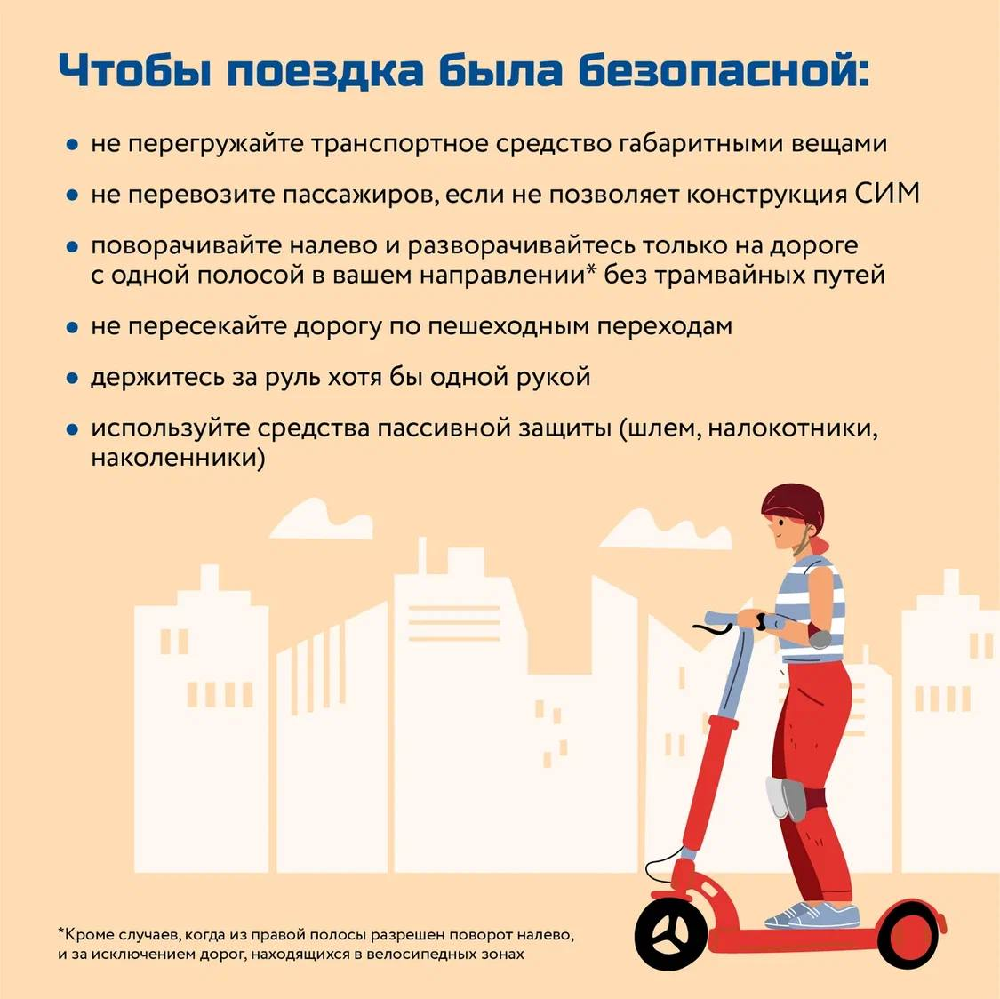 Чтобы поездка была безопасной:
• не перегружайте транспортное средство габаритными вещами
• не перевозите пассажиров, если не позволяет конструкция СИМ
• поворачивайте налево и разворачивайтесь только на дороге
с одной полосой в вашем направлении* без трамвайных путей
• не пересекайте дорогу по пешеходным переходам
• держитесь за руль хотя бы одной рукой
• используйте средства пассивной защиты (шлем, налокотники,
наколенники)
*Кроме случаев, когда из правой полосы разрешен поворот налево,
и за исключением дорог, находящихся в велосипедных зонах